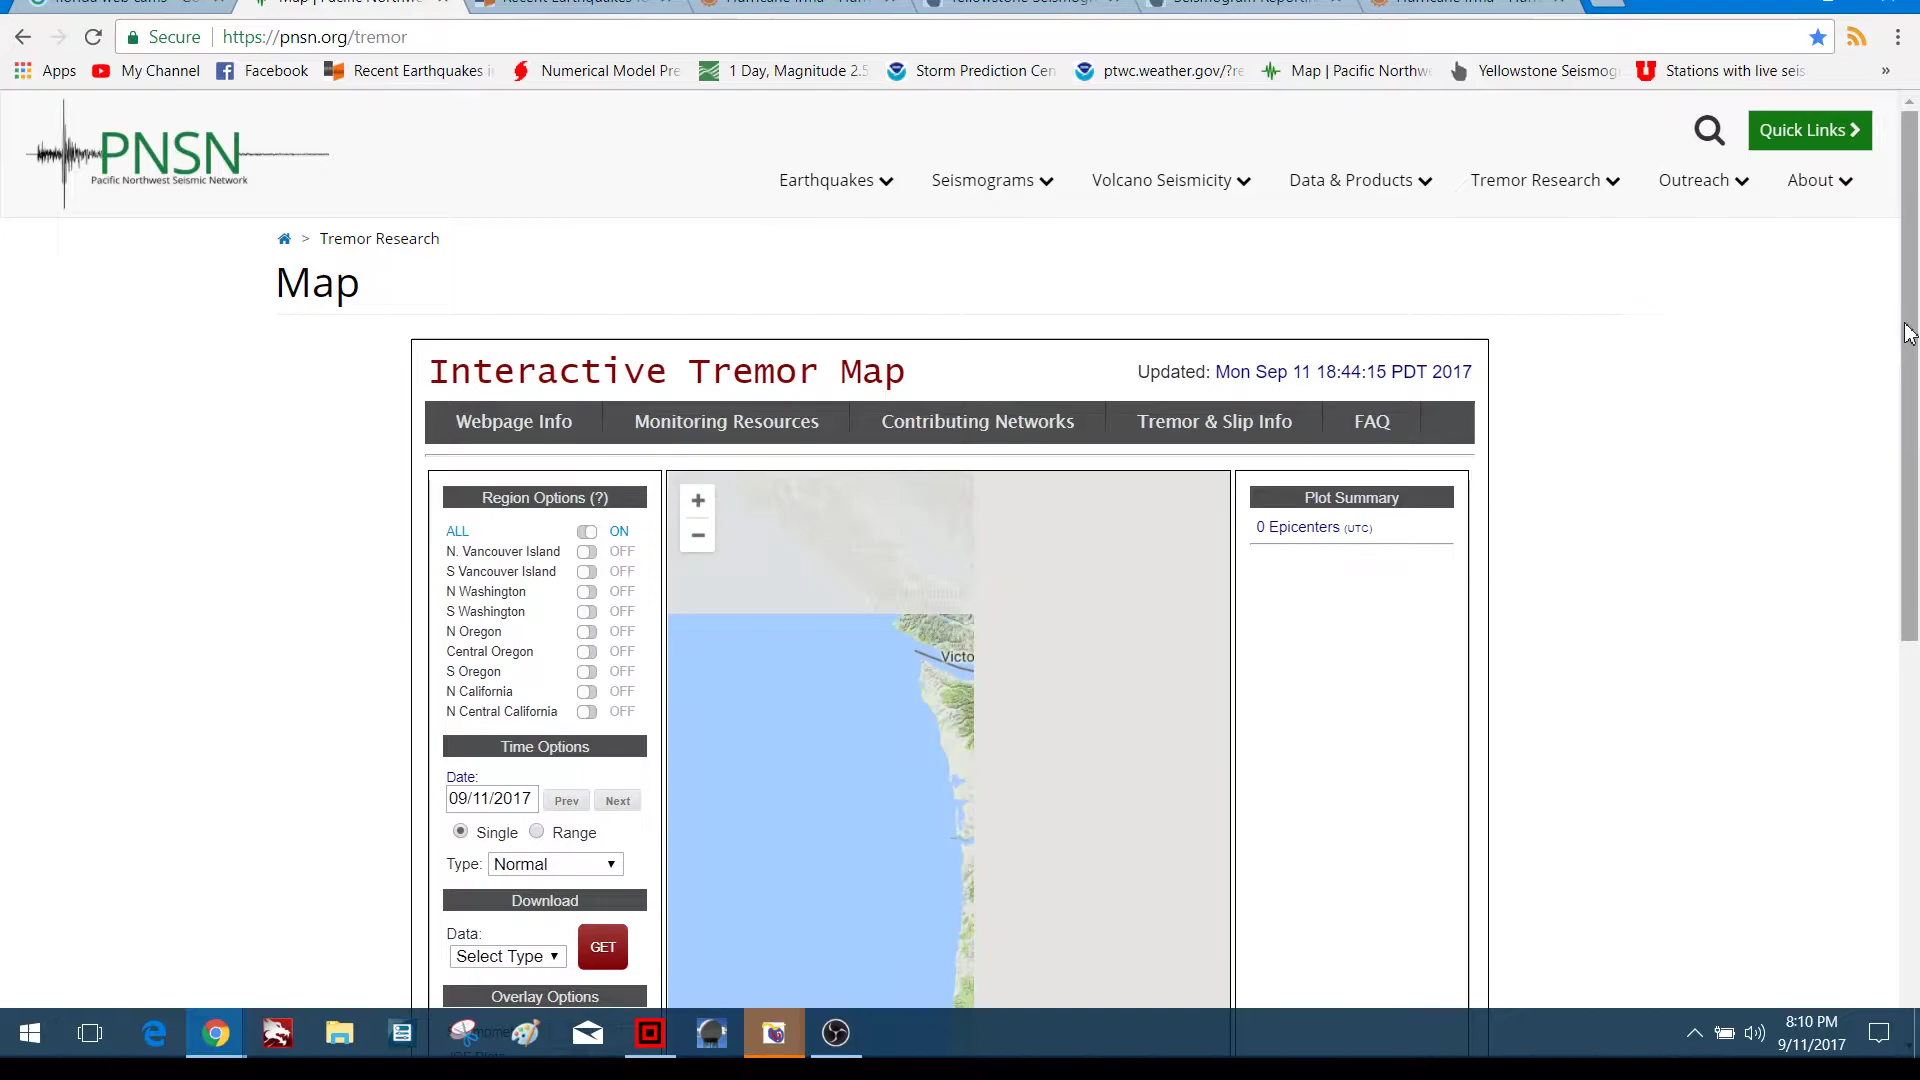 Secure https://pnsn.org/tremor
Apps My Channel Facebook Recent Earthquakes Numerical Model Pre 1 Day, Magnitude 2.5 Storm Prediction Cen ptwc.weather.gov/?re Map | Pacific Northw Yellowstone Seismog Stations with live seis »
PNSN
Pacific Northwest Seismic Network
Quick Links
Earthquakes Seismograms Volcano Seismicity Data & Products Tremor Research Outreach About
> Tremor Research
Map
Interactive Tremor Map
Updated: Mon Sep 11 18:44:15 PDT 2017
Webpage Info Monitoring Resources Contributing Networks Tremor & Slip Info FAQ
Region Options (?)
ALL ON
N. Vancouver Island OFF
S Vancouver Island OFF
N Washington OFF
S Washington OFF
N Oregon OFF
Central Oregon OFF
S Oregon OFF
N California OFF
N Central California OFF
Time Options
Date:
09/11/2017 Prev Next
Single Range
Type: Normal
Download
Data:
Select Type GET
Overlay Options
+
−
Victo
Plot Summary
0 Epicenters (UTC)
8:10 PM
9/11/2017